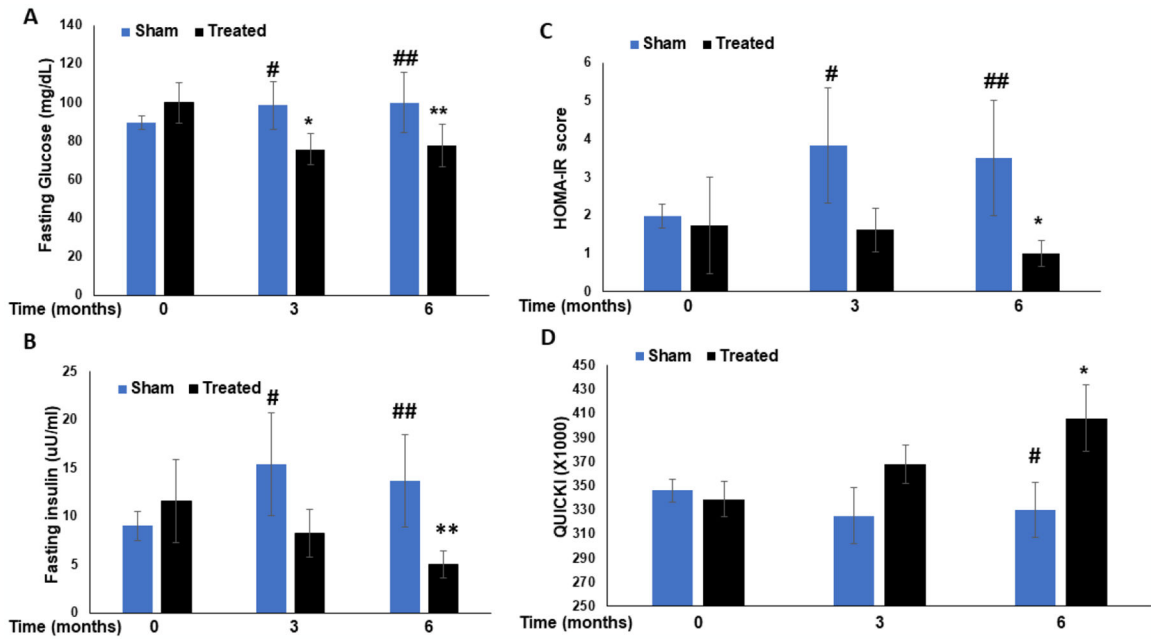 A
Fasting Glucose (mg/dL)
Sham Treated
140
120
100
80
60
40
20
0
#
*
##
**
Time (months) 0 3 6
B
Fasting insulin (uU/ml)
Sham Treated
25
20
15
10
5
0
#
##
**
Time (months) 0 3 6
C
HOMA-IR score
Sham Treated
6
5
4
3
2
1
0
#
##
*
Time (months) 0 3 6
D
QUICKI (X1000)
Sham Treated
450
430
410
390
370
350
330
310
290
270
250
#
*
Time (months) 0 3 6